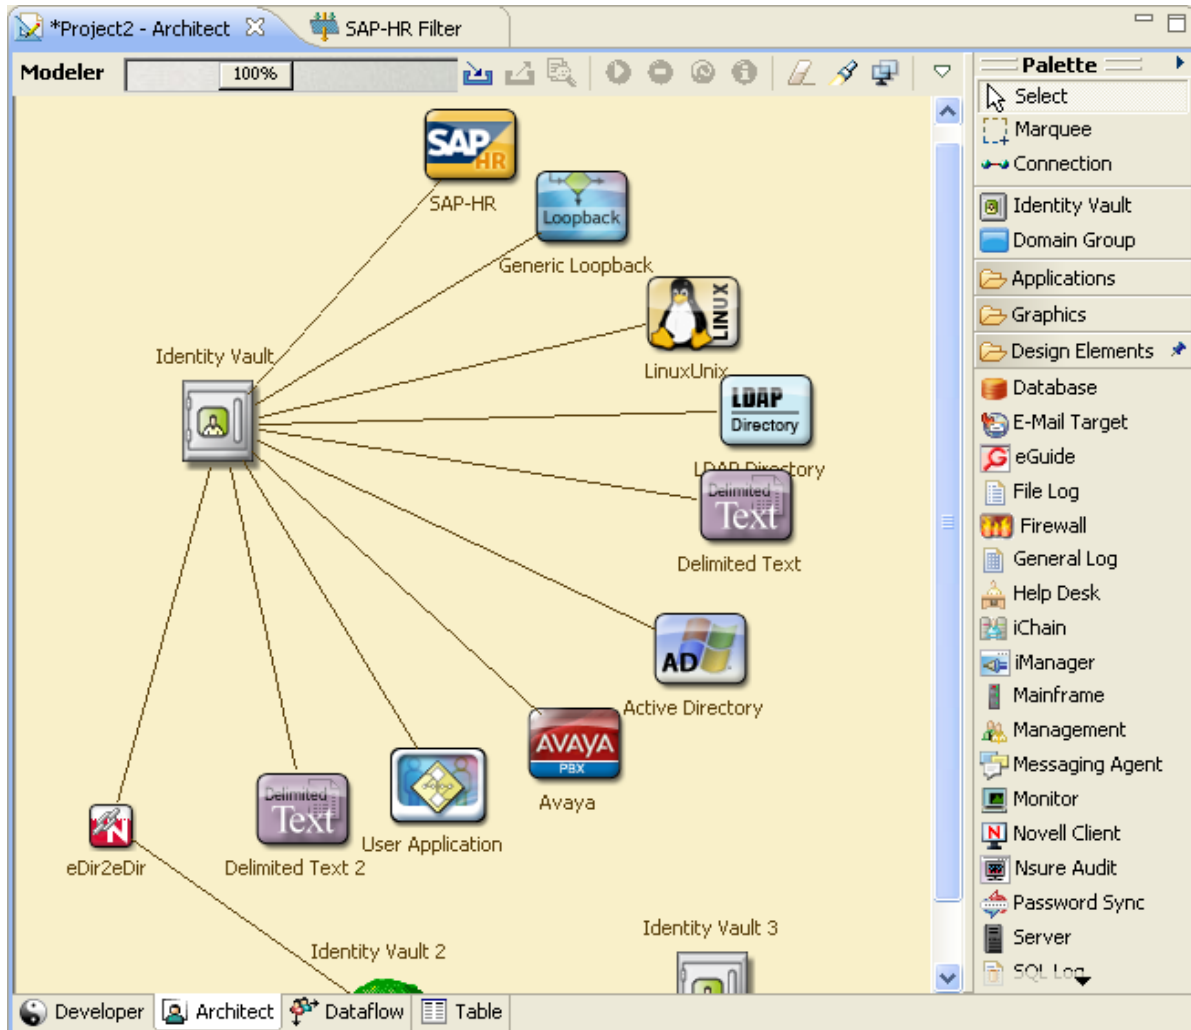 *Project2 - Architect
SAP-HR Filter
Modeler
100%
SAP
HR
SAP-HR
Loopback
Generic Loopback
LINUX
LinuxUnix
Identity Vault
LDAP
Directory
LDAP Directory
Delimited
Text
Delimited Text
AD
Active Directory
AVAYA
PBX
Avaya
User Application
Delimited
Text
Delimited Text 2
N
eDir2eDir
Identity Vault 2
Identity Vault 3
Palette
Select
Marquee
Connection
Identity Vault
Domain Group
Applications
Graphics
Design Elements
Database
E-Mail Target
eGuide
File Log
Firewall
General Log
Help Desk
iChain
iManager
Mainframe
Management
Messaging Agent
Monitor
Novell Client
Nsure Audit
Password Sync
Server
SQL Log
Developer
Architect
Dataflow
Table